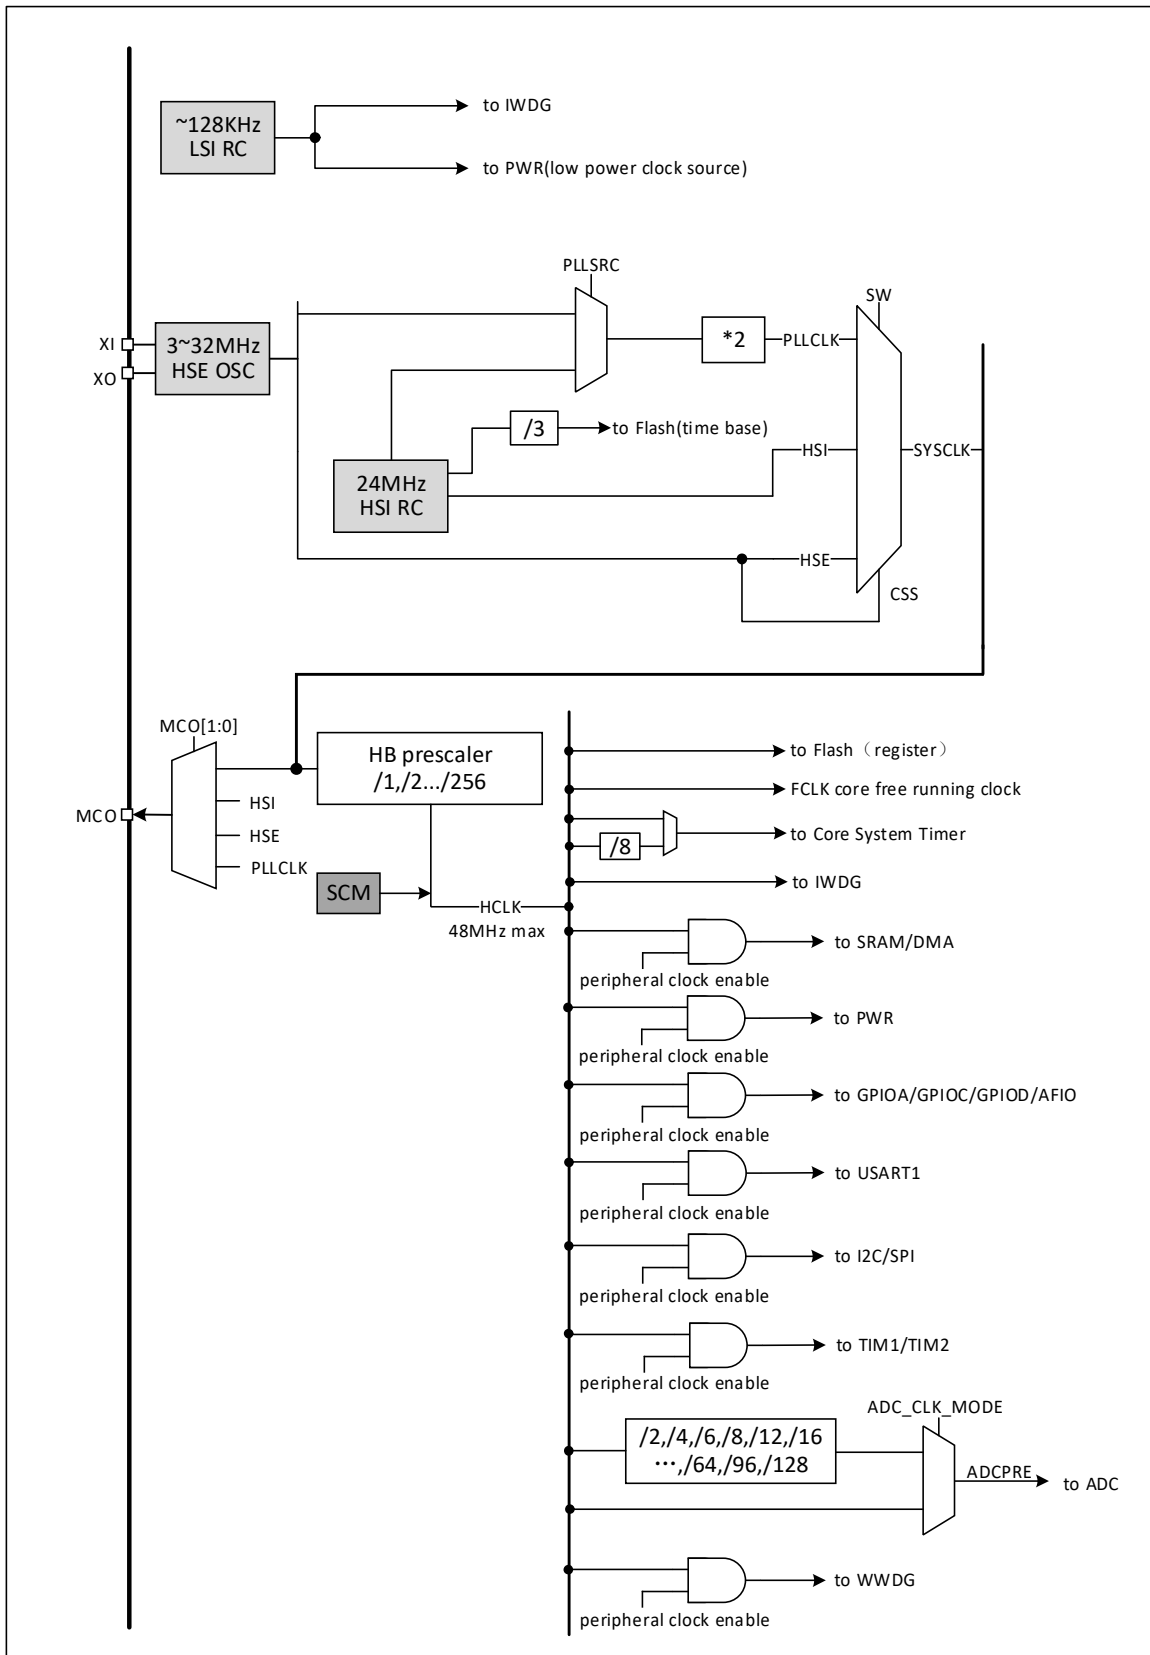 ~128KHz
LSI RC
to IWDG
to PWR(low power clock source)
PLLSRC
SW
XI
XO
3~32MHz
HSE OSC
*2
PLLCLK
/3
to Flash(time base)
24MHz
HSI RC
HSI
SYSCLK
HSE
CSS
MCO[1:0]
HB prescaler
/1,/2.../256
MCO
HSI
HSE
PLLCLK
SCM
HCLK
48MHz max
to Flash（register）
FCLK core free running clock
/8
to Core System Timer
to IWDG
to SRAM/DMA
peripheral clock enable
to PWR
peripheral clock enable
to GPIOA/GPIOC/GPIOD/AFIO
peripheral clock enable
to USART1
peripheral clock enable
to I2C/SPI
peripheral clock enable
to TIM1/TIM2
peripheral clock enable
ADC_CLK_MODE
/2,/4,/6,/8,/12,/16
…,/64,/96,/128
ADCPRE
to ADC
to WWDG
peripheral clock enable